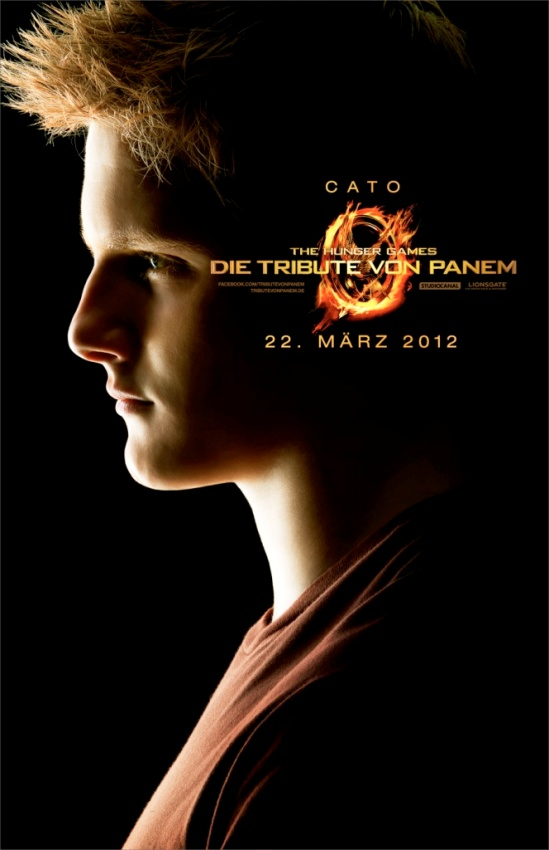 CATO
THE HUNGER GAMES
DIE TRIBUTE VON PANEM
FACEBOOK.COM/TRIBUTEVONPANEM
TRIBUTEVONPANEM.DE
STUDIOCANAL
LIONSGATE
22. MÄRZ 2012